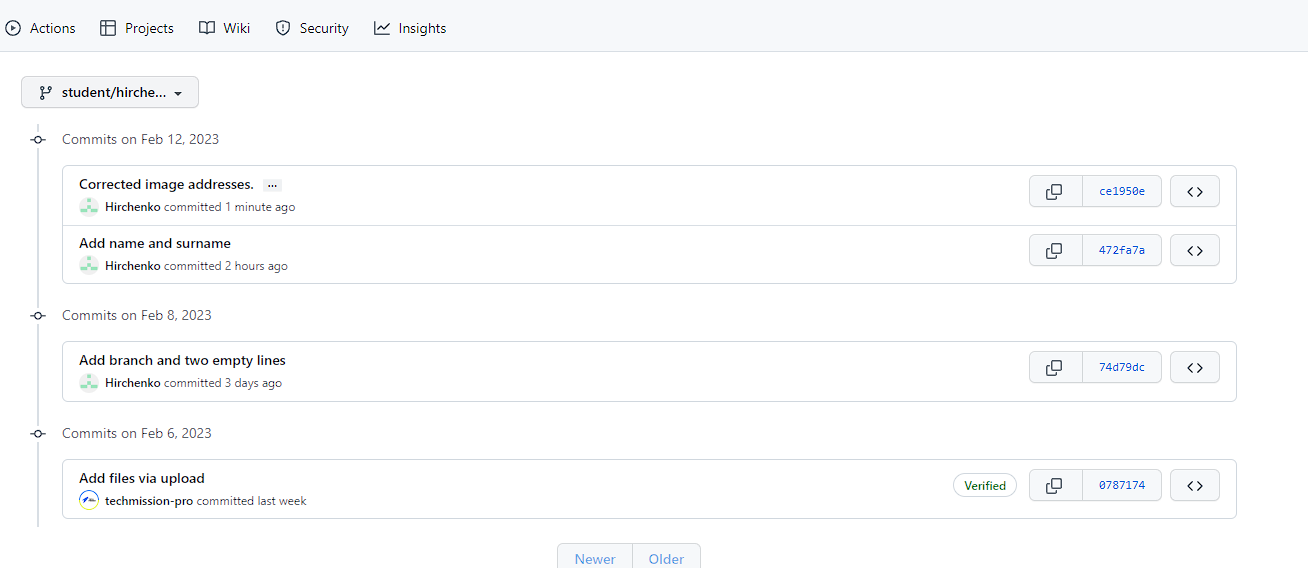 Actions Projects Wiki Security Insights
student/hirche...
Commits on Feb 12, 2023
Corrected image addresses. ...
Hirchenko committed 1 minute ago
ce1950e
Add name and surname
Hirchenko committed 2 hours ago
472fa7a
Commits on Feb 8, 2023
Add branch and two empty lines
Hirchenko committed 3 days ago
74d79dc
Commits on Feb 6, 2023
Add files via upload
techmission-pro committed last week
Verified
0787174
Newer Older